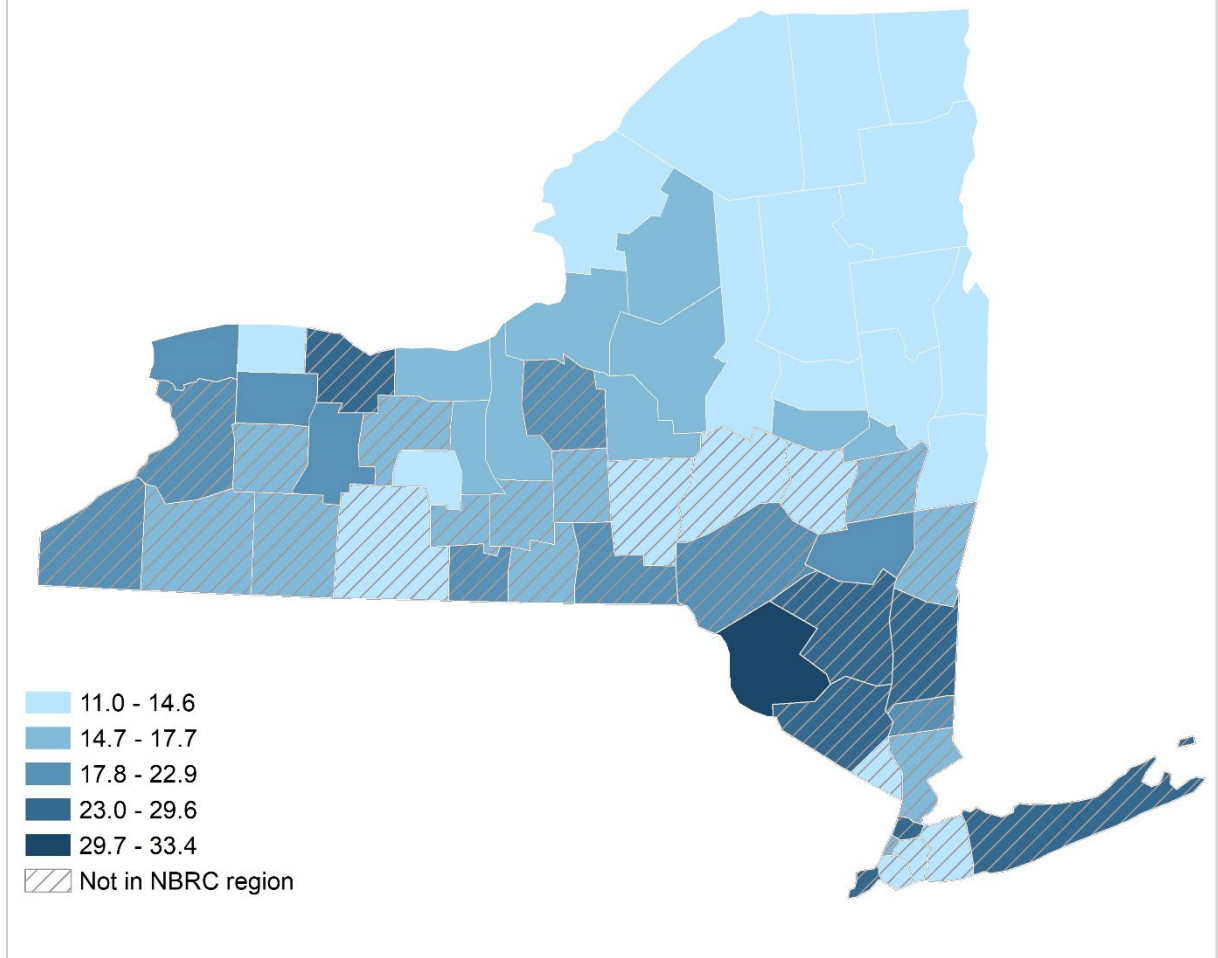 11.0 - 14.6
14.7 - 17.7
17.8 - 22.9
23.0 - 29.6
29.7 - 33.4
Not in NBRC region